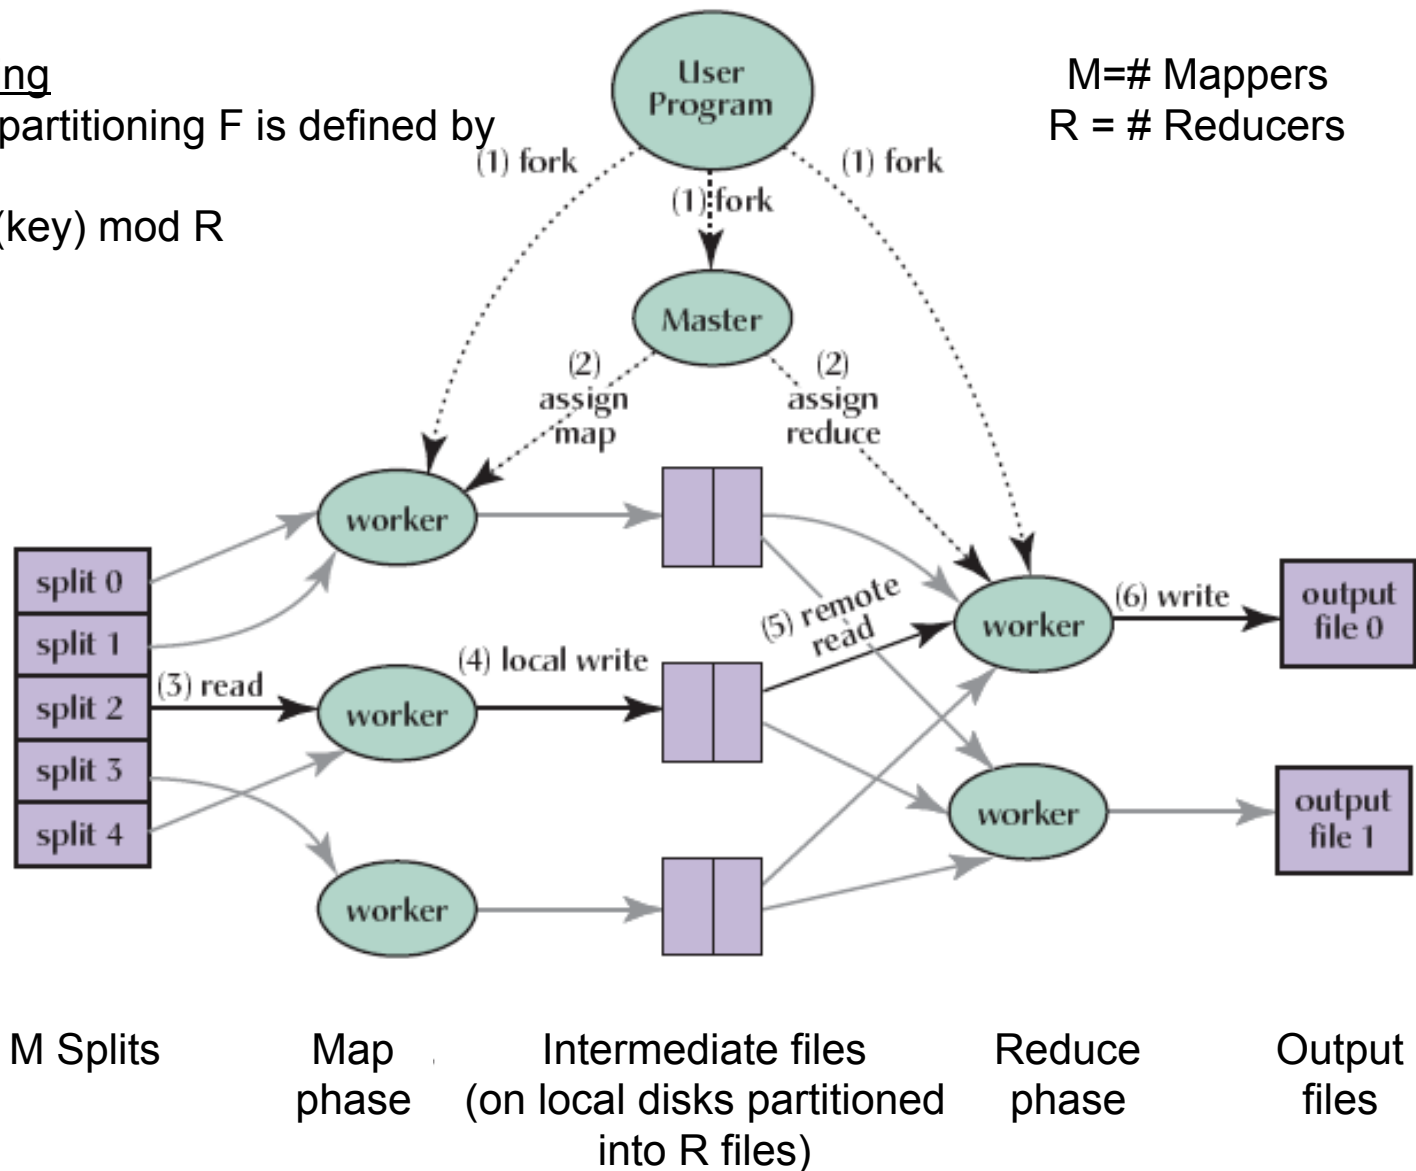 ng
partitioning F is defined by
(key) mod R
M=# Mappers
R = # Reducers
User
Program
(1) fork
(1) fork
(1) fork
Master
(2)
assign
map
(2)
assign
reduce
worker
split 0
split 1
split 2
split 3
split 4
(3) read
worker
(4) local write
worker
(5) remote
read
worker
(6) write
output
file 0
worker
output
file 1
M Splits
Map
phase
Intermediate files
(on local disks partitioned
into R files)
Reduce
phase
Output
files